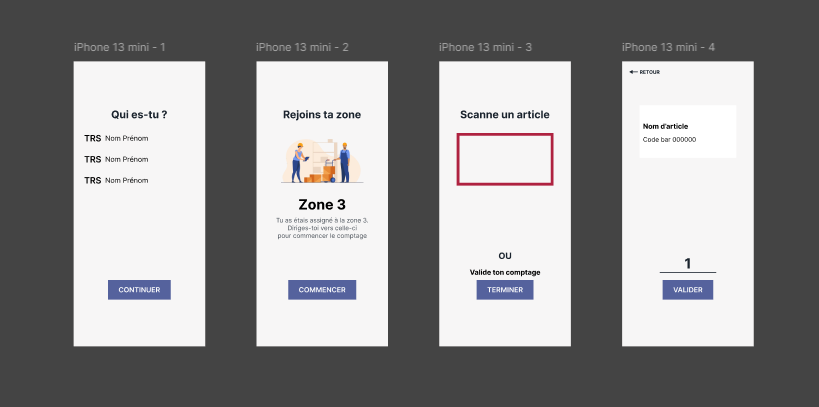 iPhone 13 mini - 1
Qui es-tu ?
TRS Nom Prénom
TRS Nom Prénom
TRS Nom Prénom
CONTINUER
iPhone 13 mini - 2
Rejoins ta zone
Zone 3
Tu as étais assigné à la zone 3.
Diriges-toi vers celle-ci
pour commencer le comptage
COMMENCER
iPhone 13 mini - 3
Scanne un article
OU
Valide ton comptage
TERMINER
iPhone 13 mini - 4
← RETOUR
Nom d'article
Code bar 000000
1
VALIDER